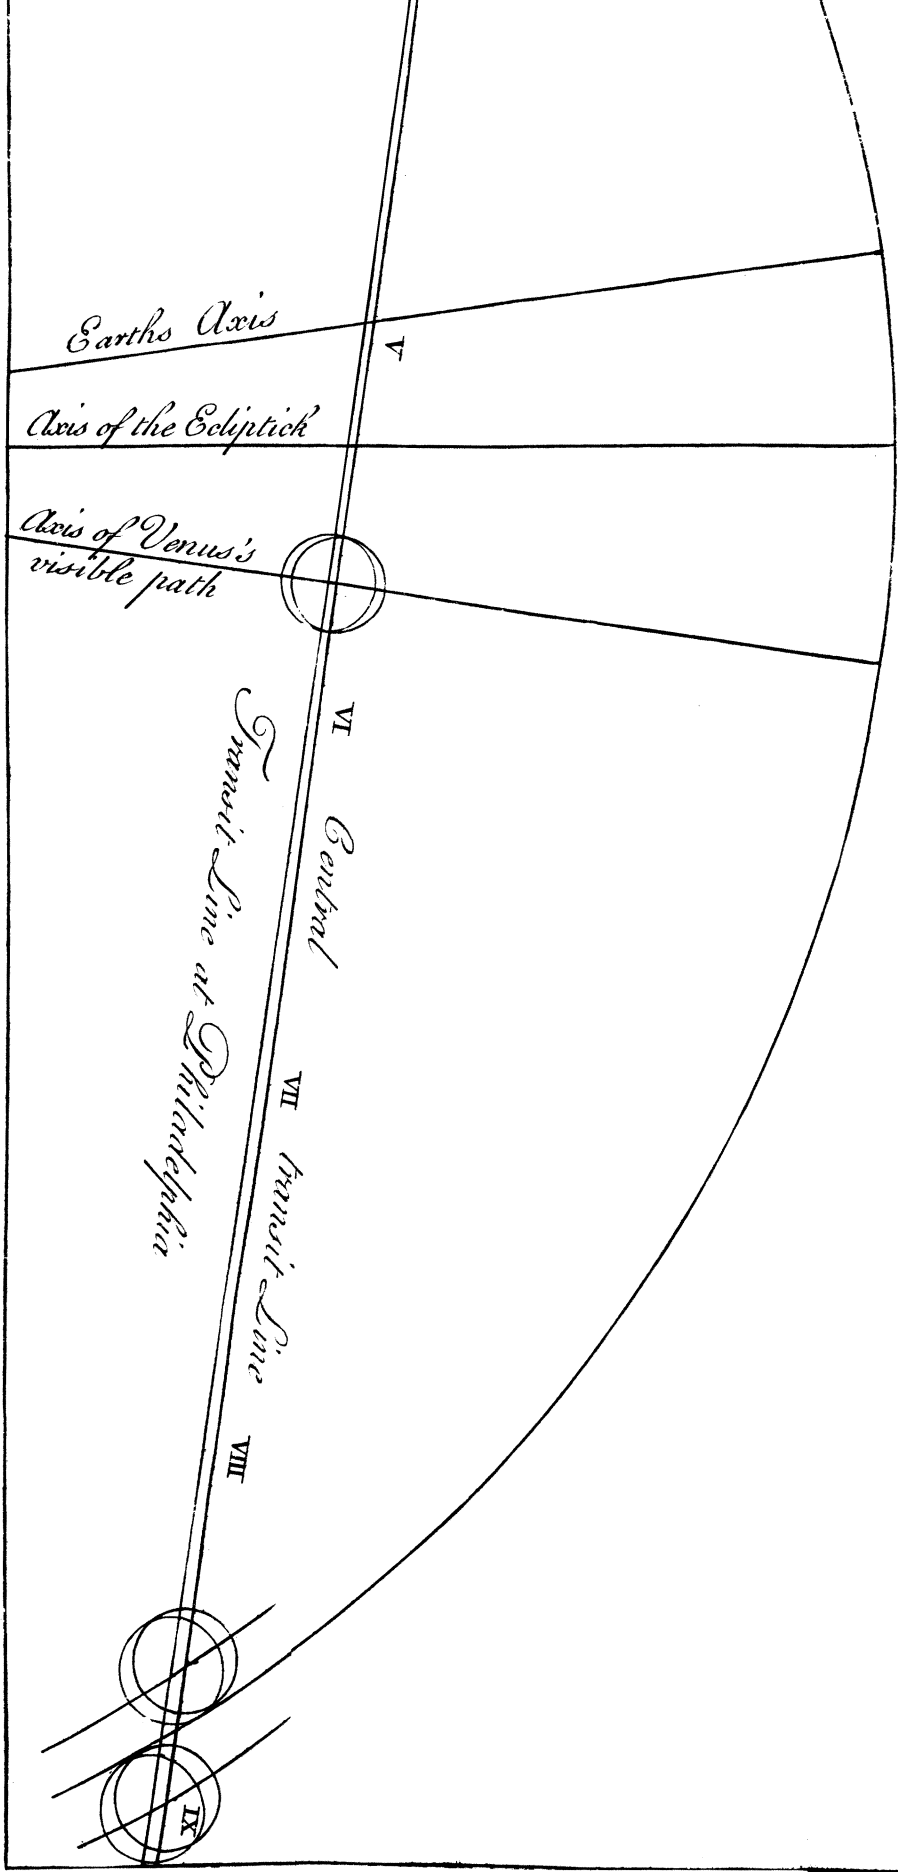 Earths Axis
V
Axis of the Ecliptick
Axis of Venus's
visible path
VI
Central
Transit Line at Philadelphia
VII
transit Line
VIII
IX